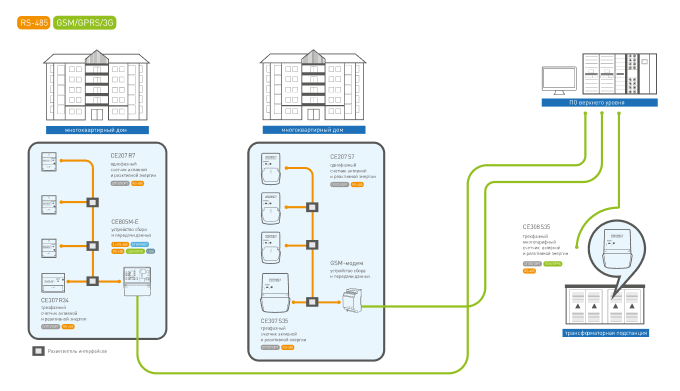 RS-485 GSM/GPRS/3G
многоквартирный дом
многоквартирный дом
ПО верхнего уровня
CE207 R7
однофазный
счетчик активной
и реактивной энергии
CE805M-E
устройство сбора
и передачи данных
CE307 R34
трехфазный
счетчик активной
и реактивной энергии
CE207 S7
однофазный
счетчик активной
и реактивной энергии
GSM-модем
устройство сбора
и передачи данных
CE307 S35
трехфазный
счетчик активной
и реактивной энергии
CE308 S35
трехфазный
многотарифный
счетчик активной
и реактивной энергии
трансформаторная подстанция
Разветвитель интерфейсов